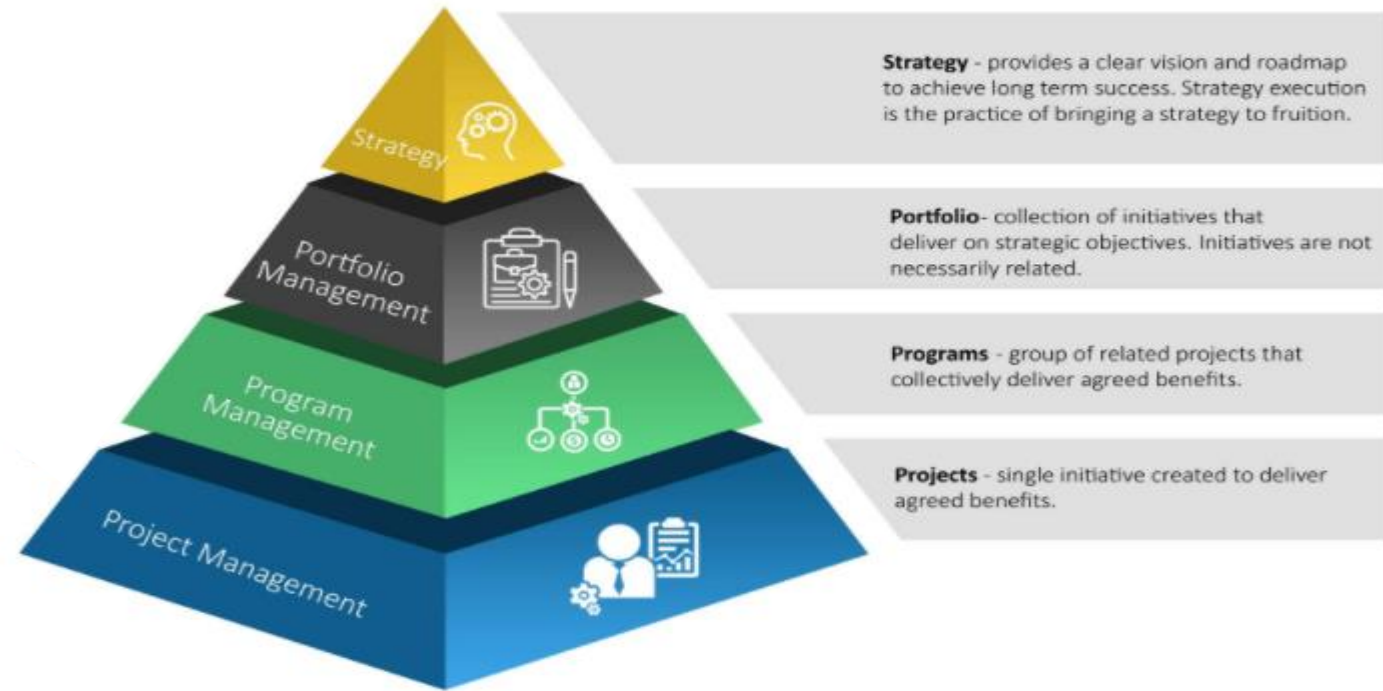 Strategy
Strategy - provides a clear vision and roadmap
to achieve long term success. Strategy execution
is the practice of bringing a strategy to fruition.
Portfolio
Management
Portfolio- collection of initiatives that
deliver on strategic objectives. Initiatives are not
necessarily related.
Program
Management
Programs - group of related projects that
collectively deliver agreed benefits.
Project Management
Projects - single initiative created to deliver
agreed benefits.